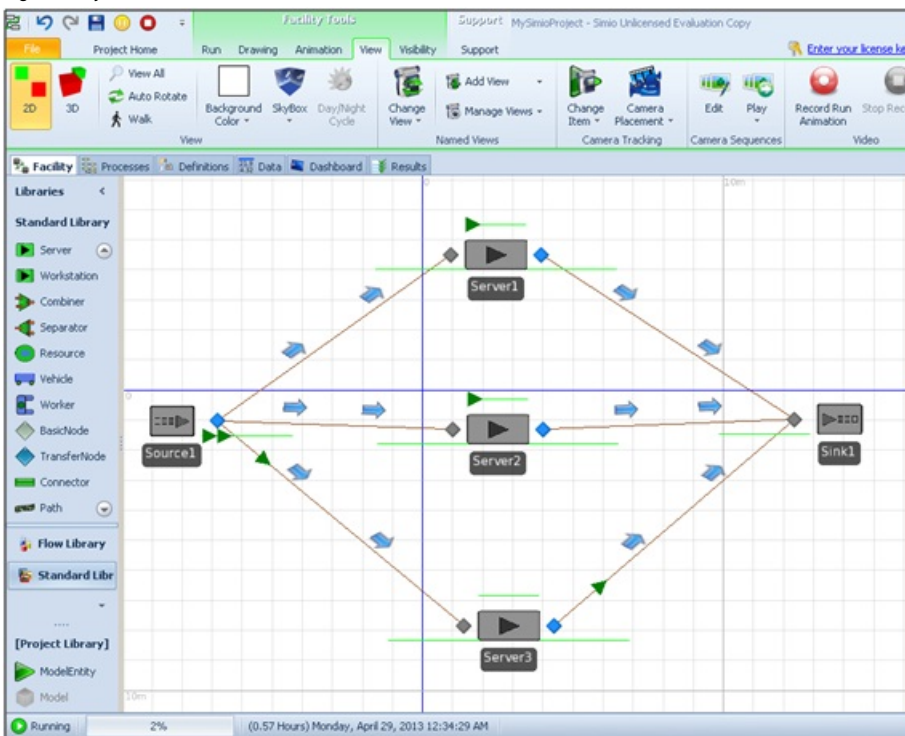 Facility Tools
Support
MySimioProject - Simio Unlicensed Evaluation Copy
File
Project Home
Run
Drawing
Animation
View
Visibility
Support
Enter your license ke
2D
3D
View All
Auto Rotate
Walk
Background Color
SkyBox
Day/Night Cycle
Change View
Add View
Manage Views
Change Item
Camera Placement
Edit
Play
Record Run Animation
Stop Reco
View
Named Views
Camera Tracking
Camera Sequences
Video
Facility
Processes
Definitions
Data
Dashboard
Results
Libraries
Standard Library
Server
Workstation
Combiner
Separator
Resource
Vehicle
Worker
BasicNode
TransferNode
Connector
Path
Flow Library
Standard Libr
[Project Library]
ModelEntity
Model
0
10m
Server1
0
Source1
Server2
Sink1
Server3
10m
Running
2%
(0.57 Hours) Monday, April 29, 2013 12:34:29 AM